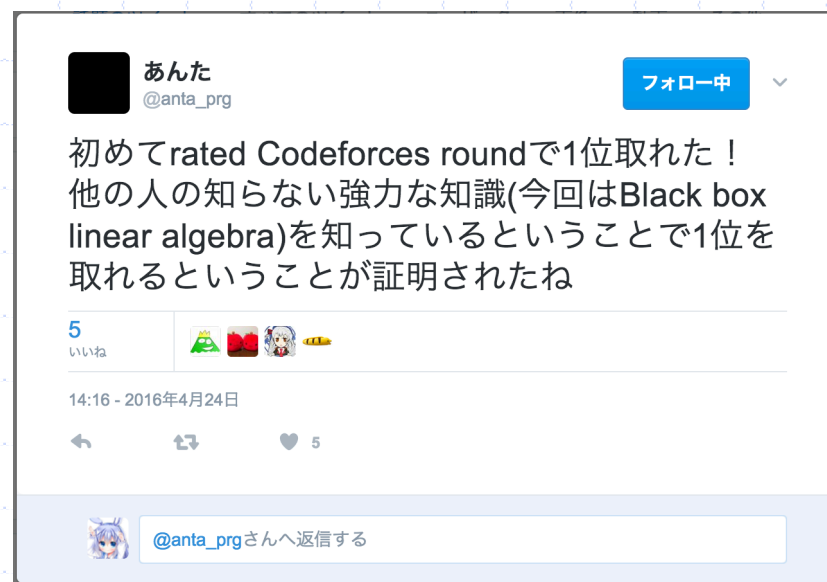 あんた
@anta_prg
フォロー中
初めてrated Codeforces roundで1位取れた！
他の人の知らない強力な知識(今回はBlack box
linear algebra)を知っているということで1位を
取れるということが証明されたね
5
いいね
14:16 - 2016年4月24日
5
@anta_prgさんへ返信する